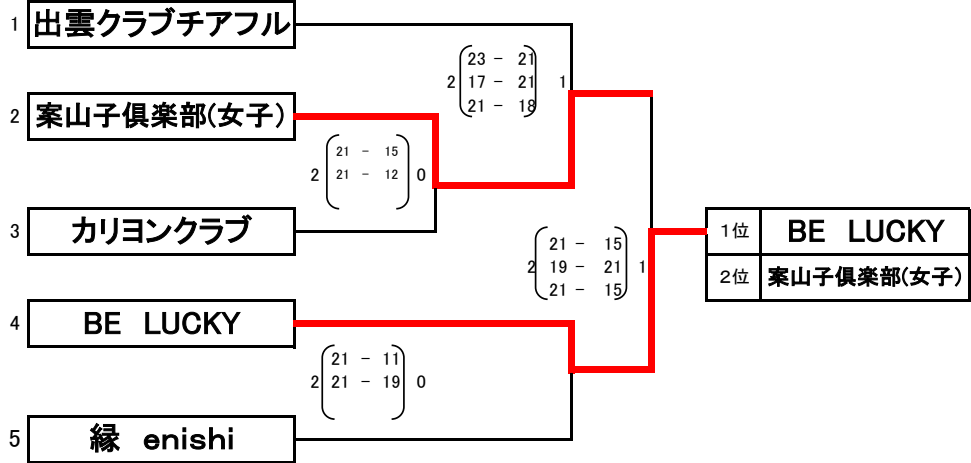 1 出雲クラブチアフル
23 - 21
2 17 - 21 1
21 - 18
2 案山子倶楽部(女子)
21 - 15
2 21 - 12 0
3 カリヨンクラブ
1位 BE LUCKY
2位 案山子倶楽部(女子)
21 - 15
2 19 - 21 1
21 - 15
4 BE LUCKY
21 - 11
2 21 - 19 0
5 縁 enishi